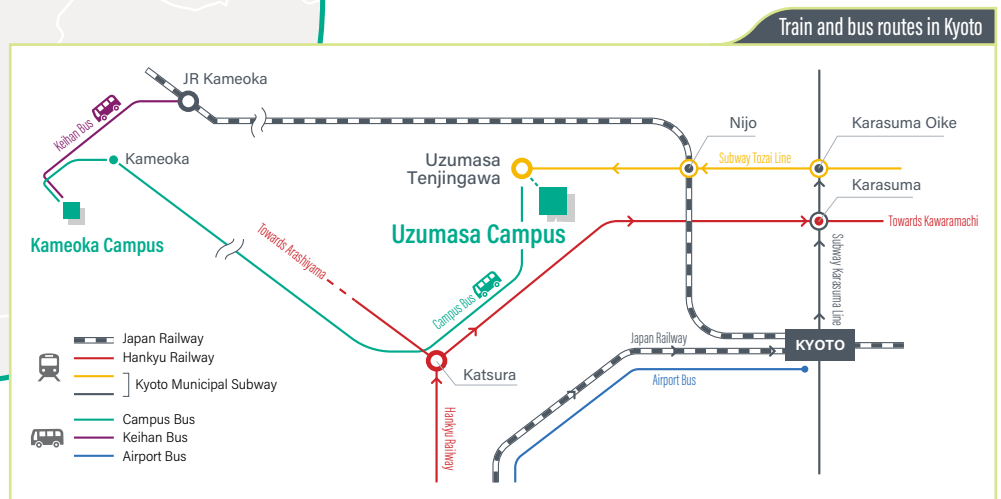 Train and bus routes in Kyoto
JR Kameoka
Keihan Bus
Kameoka
Kameoka Campus
Uzumasa
Tenjingawa
Uzumasa Campus
Nijo
Subway Tozai Line
Karasuma Oike
Karasuma
Towards Kawaramachi
Subway Karasuma Line
Towards Arashiyama
Campus Bus
Katsura
Hankyu Railway
Japan Railway
Airport Bus
KYOTO
Japan Railway
Hankyu Railway
Kyoto Municipal Subway
Campus Bus
Keihan Bus
Airport Bus